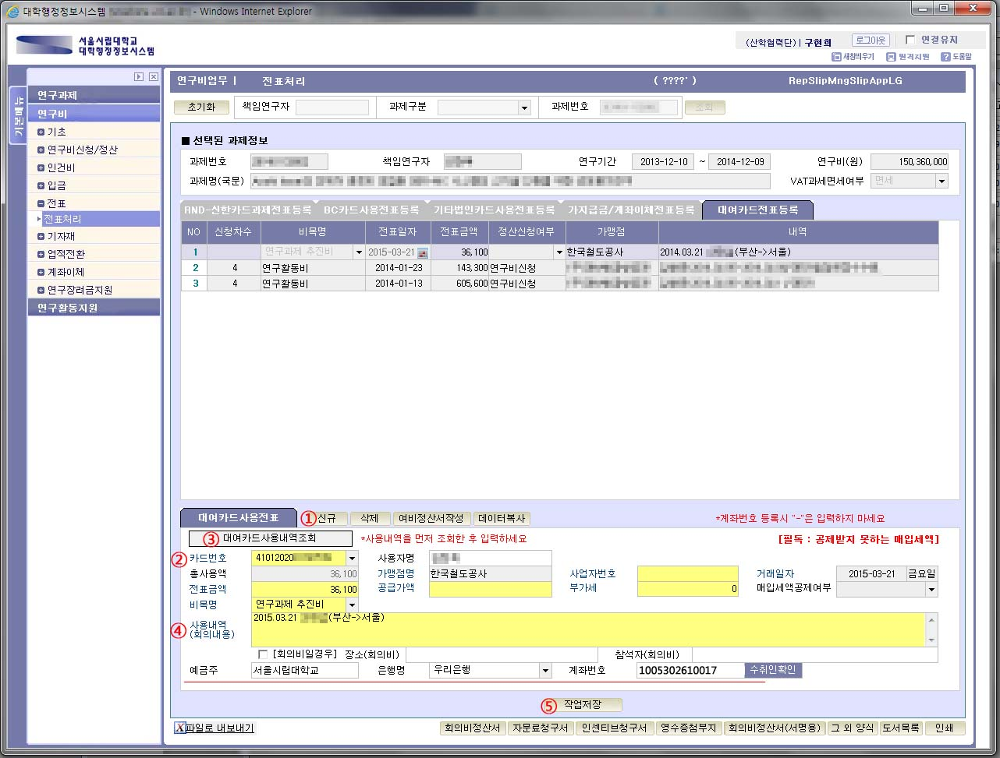 대학행정정보시스템 - Windows Internet Explorer
서울시립대학교
대학행정정보시스템
(산학협력단) | 구현희 로그아웃 연결유지
새창띄우기 원격지원 도움말
기본메뉴
연구과제
연구비
기초
연구비신청/정산
인건비
입금
전표
전표처리
기자재
업적전환
계좌이체
연구장려금지원
연구활동지원
연구비업무 | 전표처리 ( ????* ) RepSlipMngSlipAppLG
초기화 책임연구자 과제구분 과제번호 조회
■ 선택된 과제정보
과제번호 책임연구자 연구기간 2013-12-10 ~ 2014-12-09 연구비(원) 150,360,000
과제명(국문) VAT과세면세여부 면세
RND-신한카드과제전표등록 BC카드사용전표등록 기타법인카드사용전표등록 가지급금/계좌이체전표등록 대여카드전표등록
NO 신청차수 비목명 전표일자 전표금액 정산신청여부 가맹점 내역
1 연구과제 추진비 2015-03-21 36,100 한국철도공사 2014.03.21 (부산->서울)
2 4 연구활동비 2014-01-23 143,300 연구비신청
3 4 연구활동비 2014-01-13 605,600 연구비신청
대여카드사용전표 ① 신규 삭제 여비정산서작성 데이터복사 *계좌번호 등록시 "-"은 입력하지 마세요
③ 대여카드사용내역조회 *사용내역을 먼저 조회한 후 입력하세요 [필독 : 공제받지 못하는 매입세액]
② 카드번호 41012020 사용자명
총사용액 36,100 가맹점명 한국철도공사 사업자번호 거래일자 2015-03-21 금요일
전표금액 36,100 공급가액 부가세 0 매입세액공제여부
비목명 연구과제 추진비
④ 사용내역 (회의내용) 2015.03.21 (부산->서울)
[회의비일경우] 장소(회의비) 참석자(회의비)
예금주 서울시립대학교 은행명 우리은행 계좌번호 1005302610017 수취인확인
⑤ 작업저장
파일로 내보내기 회의비정산서 자문료청구서 인센티브청구서 영수증첨부지 회의비정산서(서명용) 그 외 양식 도서목록 인쇄